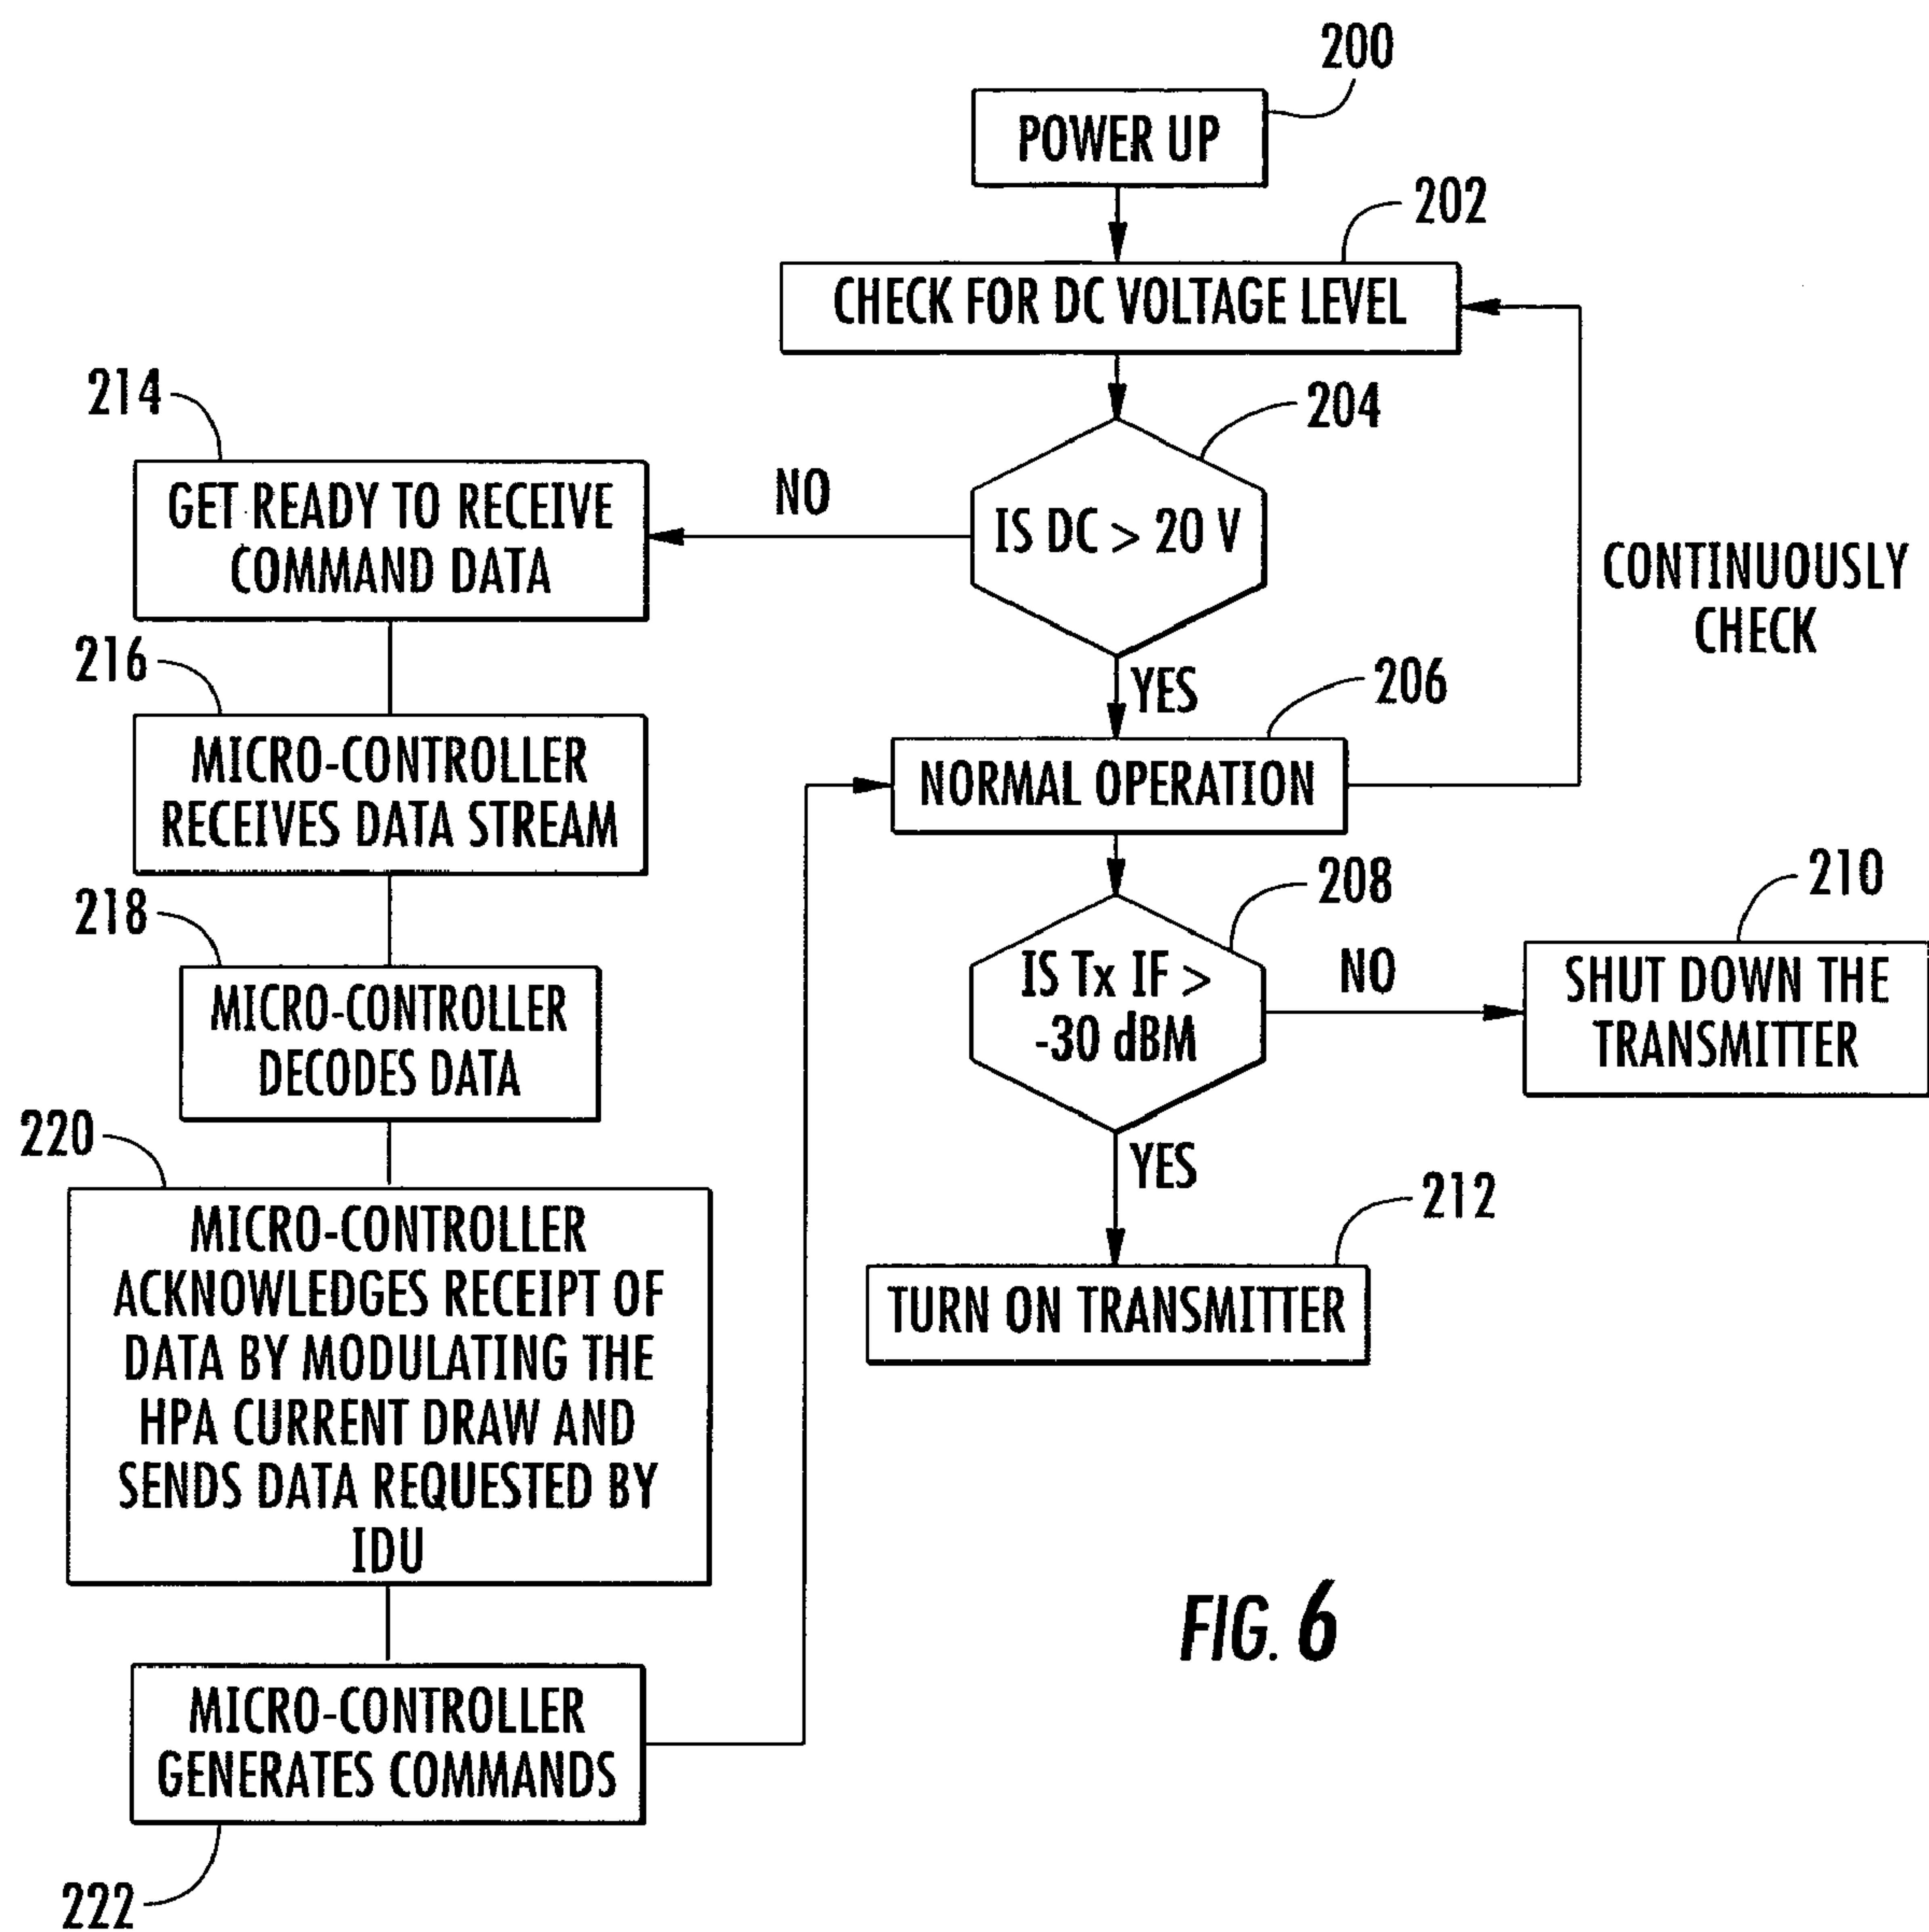 200
POWER UP
202
CHECK FOR DC VOLTAGE LEVEL
204
IS DC > 20 V
NO
YES
CONTINUOUSLY
CHECK
214
GET READY TO RECEIVE
COMMAND DATA
216
MICRO-CONTROLLER
RECEIVES DATA STREAM
218
MICRO-CONTROLLER
DECODES DATA
220
MICRO-CONTROLLER
ACKNOWLEDGES RECEIPT OF
DATA BY MODULATING THE
HPA CURRENT DRAW AND
SENDS DATA REQUESTED BY
IDU
MICRO-CONTROLLER
GENERATES COMMANDS
222
206
NORMAL OPERATION
208
IS Tx IF >
-30 dBM
NO
210
SHUT DOWN THE
TRANSMITTER
YES
212
TURN ON TRANSMITTER
FIG. 6